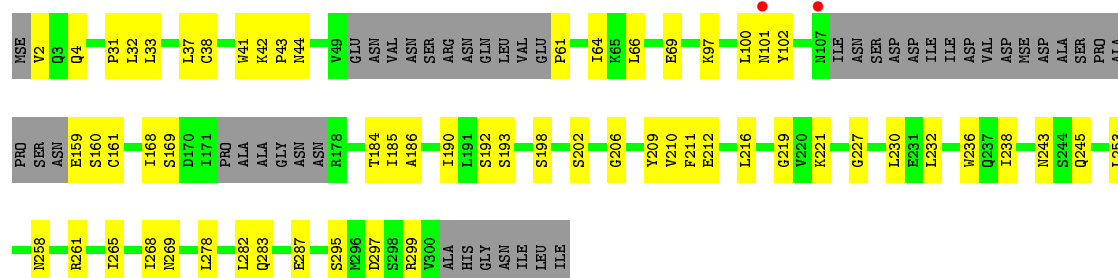 MSE V2 Q3 Q4 P31 L32 L33 L37 C38 W41 K42 P43 N44 V49 GLU ASN VAL ASN SER ARG ASN GLN LEU VAL GLU P61 I64 K65 L66 E69 K97 L100 N101 Y102 N107 ILE ASN SER ASP ASP ILE ILE ASP VAL ASP MSE ASP ALA SER PRO ALA
PRO SER ASN E159 S160 C161 I168 S169 D170 I171 PRO ALA ALA GLY ASN ASN R178 T184 I185 A186 I190 L191 S192 S193 S198 S202 G206 Y209 V210 F211 E212 L216 G219 V220 K221 G227 L230 E231 L232 W236 Q237 I238 N243 S244 Q245 L253
N258 R261 I265 I268 N269 L278 L282 Q283 E287 S295 M296 D297 S298 R299 V300 ALA HIS GLY ASN ILE LEU ILE